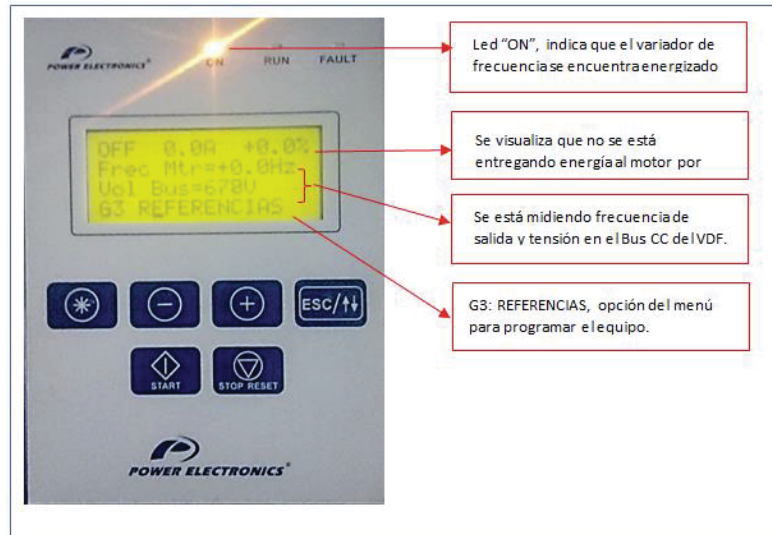 POWER ELECTRONICS®
ON RUN FAULT
OFF 0.0A +0.0%
Frec Mtr=+0.0Hz
Vol Bus=678V
G3 REFERENCIAS
ESC/
START
STOP RESET
POWER ELECTRONICS®
Led “ON”, indica que el variador de
frecuencia se encuentra energizado
Se visualiza que no se está
entregando energía al motor por
Se está midiendo frecuencia de
salida y tensión en el Bus CC del VDF.
G3: REFERENCIAS, opción del menú
para programar el equipo.